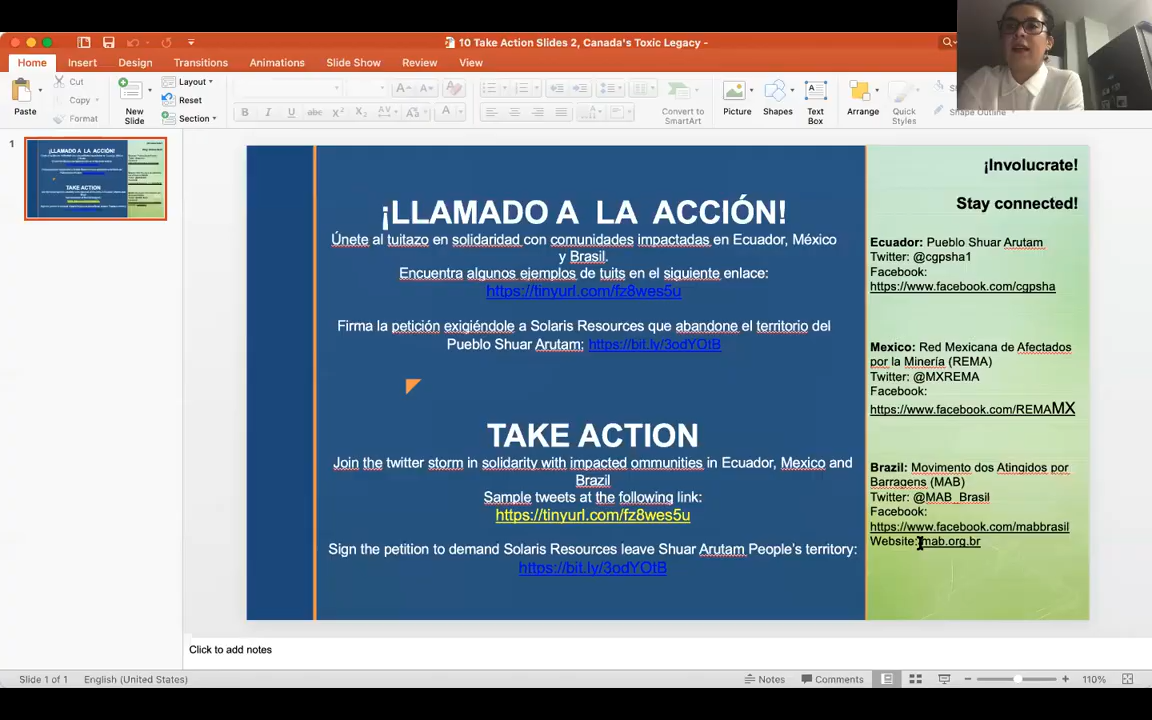 10 Take Action Slides 2, Canada's Toxic Legacy -
Home Insert Design Transitions Animations Slide Show Review View
Paste
Cut
Copy
Format
New Slide
Layout
Reset
Section
Convert to SmartArt
Picture
Shapes
Text Box
Arrange
Quick Styles
Shape Outline
1
¡LLAMADO A LA ACCIÓN!
Únete al tuitazo en solidaridad con comunidades impactadas en Ecuador, México
y Brasil.
Encuentra algunos ejemplos de tuits en el siguiente enlace:
https://tinyurl.com/fz8wes5u
Firma la petición exigiéndole a Solaris Resources que abandone el territorio del
Pueblo Shuar Arutam: https://bit.ly/3odYOtB
TAKE ACTION
Join the twitter storm in solidarity with impacted ommunities in Ecuador, Mexico and
Brazil
Sample tweets at the following link:
https://tinyurl.com/fz8wes5u
Sign the petition to demand Solaris Resources leave Shuar Arutam People's territory:
https://bit.ly/3odYOtB
¡Involucrate!
Stay connected!
Ecuador: Pueblo Shuar Arutam
Twitter: @cgpsha1
Facebook:
https://www.facebook.com/cgpsha
Mexico: Red Mexicana de Afectados
por la Minería (REMA)
Twitter: @MXREMA
Facebook:
https://www.facebook.com/REMAMX
Brazil: Movimento dos Atingidos por
Barragens (MAB)
Twitter: @MAB_Brasil
Facebook:
https://www.facebook.com/mabbrasil
Website: mab.org.br
Click to add notes
Slide 1 of 1 English (United States) Notes Comments 110%